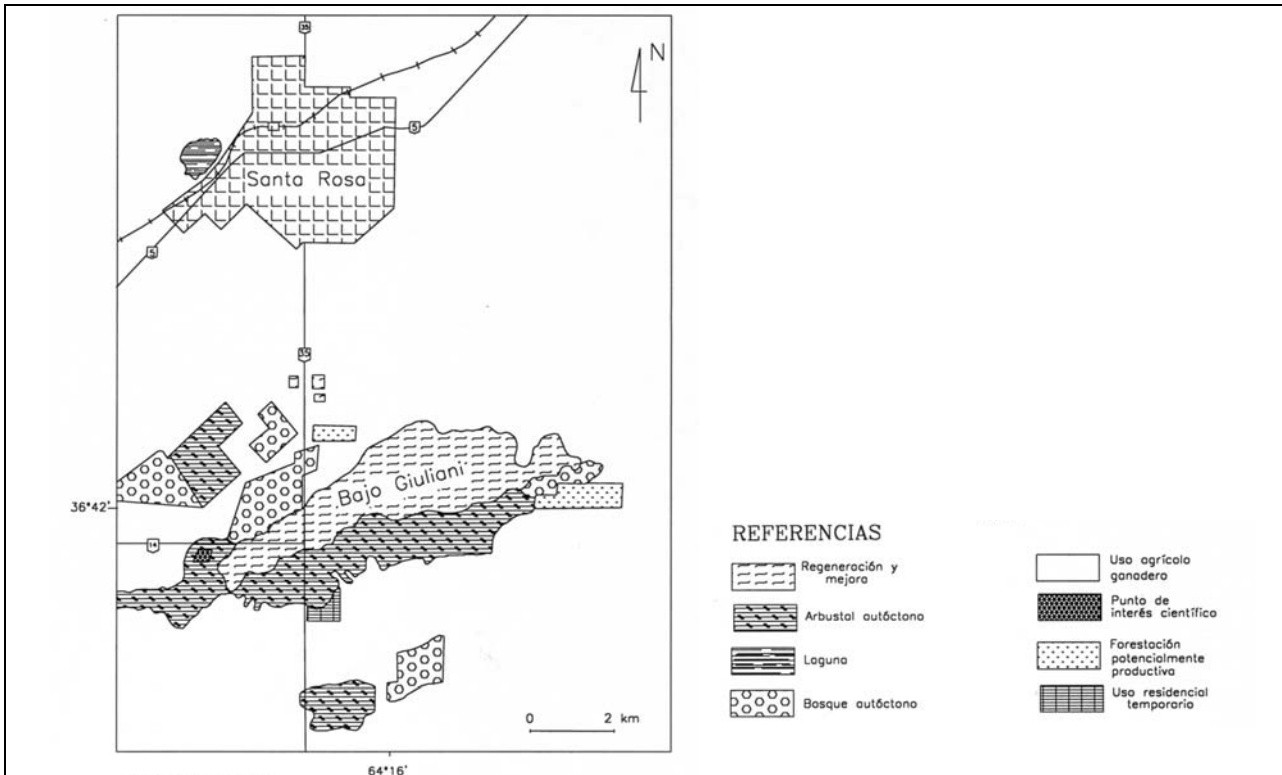 35
N
5
Santa Rosa
5
35
Bajo Giuliani
36°42'
14
0 2 km
64°16'
REFERENCIAS
Regeneración y
mejora
Arbustal autóctono
Laguna
Bosque autóctono
Uso agrícolo
ganadero
Punto de
interés científico
Forestación
potencialmente
productiva
Uso residencial
temporario